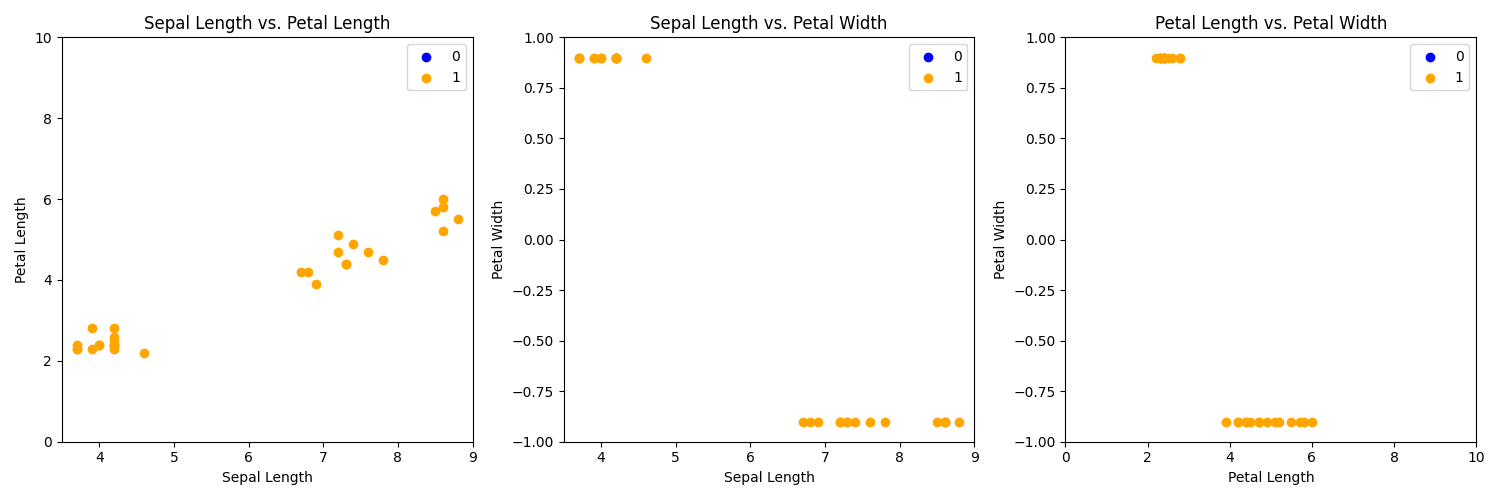 Sepal Length vs. Petal Length
10
8
6
4
2
0
4 5 6 7 8 9
Petal Length
Sepal Length
0
1
Sepal Length vs. Petal Width
1.00
0.75
0.50
0.25
0.00
−0.25
−0.50
−0.75
−1.00
4 5 6 7 8 9
Petal Width
Sepal Length
0
1
Petal Length vs. Petal Width
1.00
0.75
0.50
0.25
0.00
−0.25
−0.50
−0.75
−1.00
0 2 4 6 8 10
Petal Width
Petal Length
0
1